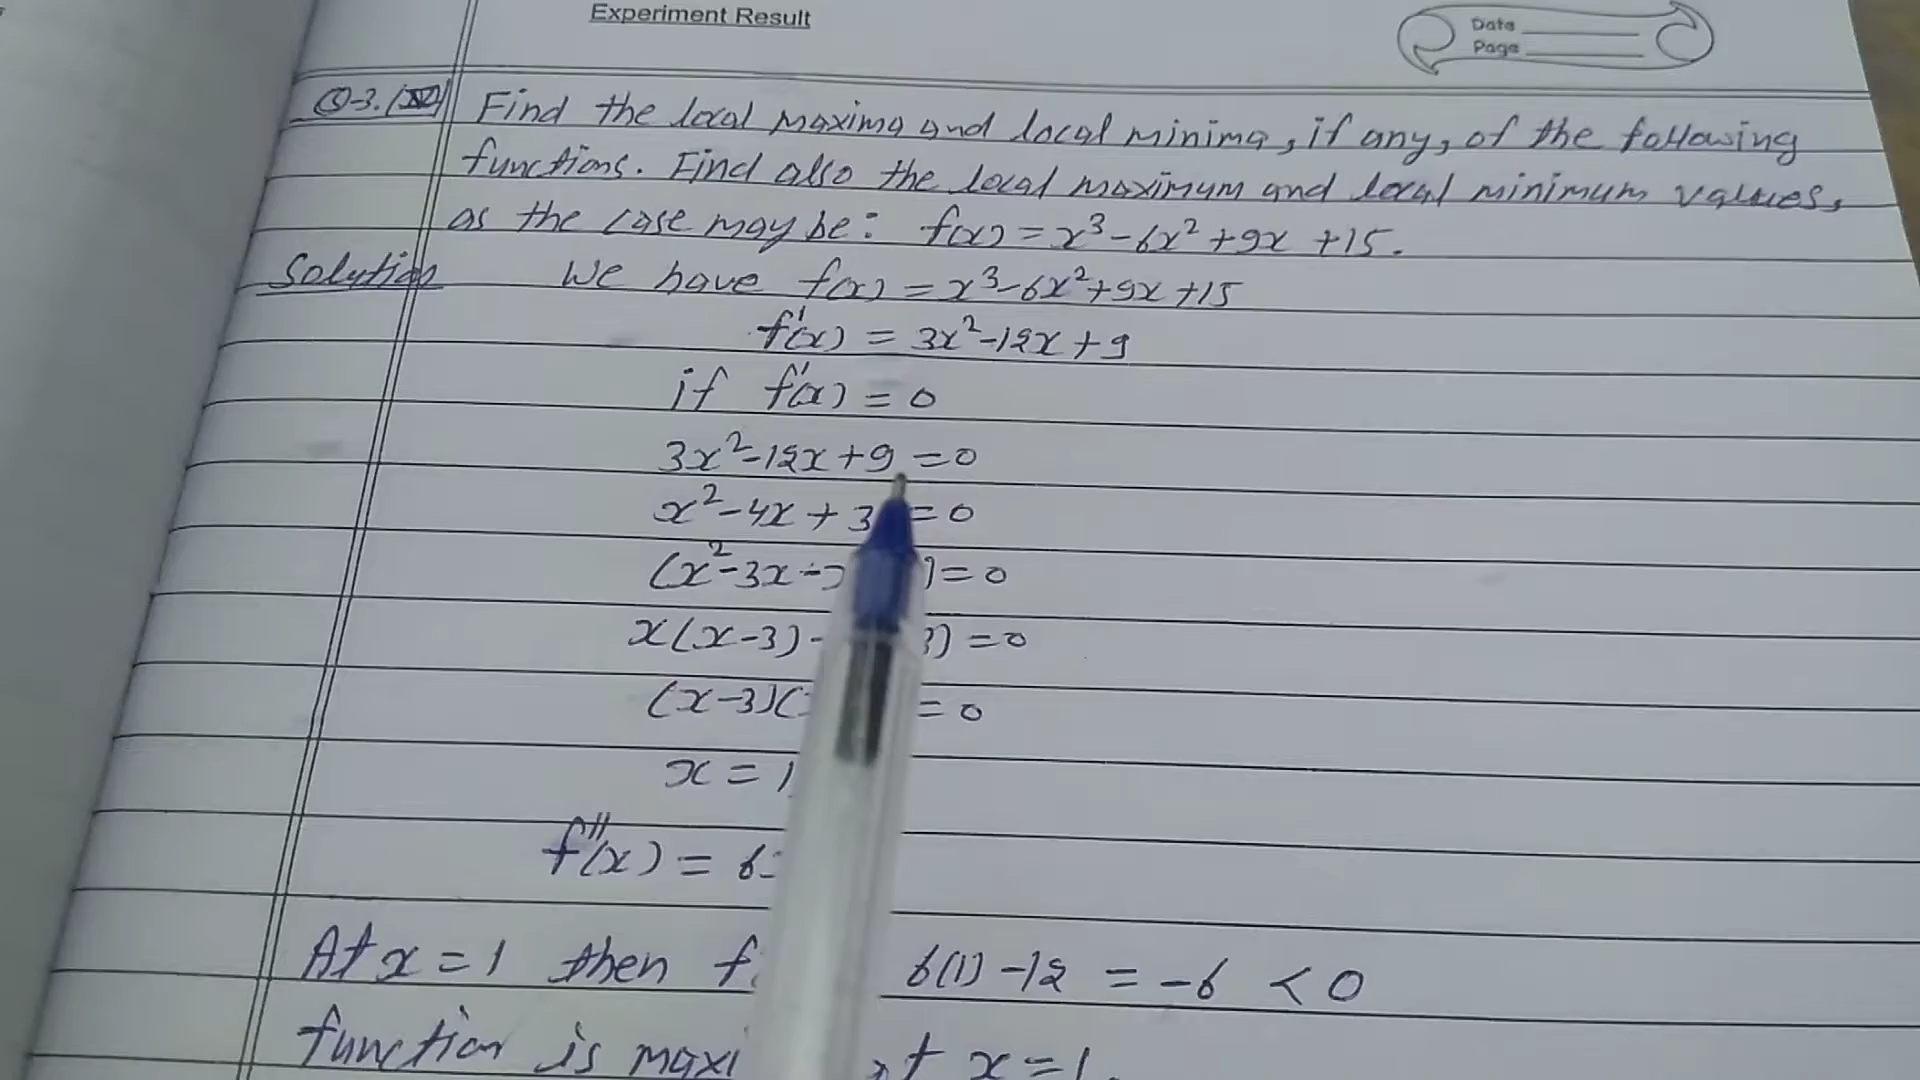 Experiment Result
Date
Page
Q-3. Find the local maxima and local minima, if any, of the following
functions. Find also the local maximum and local minimum values,
as the case may be: f(x) = x³-6x²+9x+15.
Solution We have f(x) = x³-6x²+9x+15
f'(x) = 3x²-12x+9
if f'(x) = 0
3x²-12x+9=0
x²-4x+3=0
(x²-3x- )=0
x(x-3)- 3)=0
(x-3)( =0
x = 1
f''(x) = 6
At x = 1 then f 6(1)-12 = -6 < 0
function is maxi t x=1.